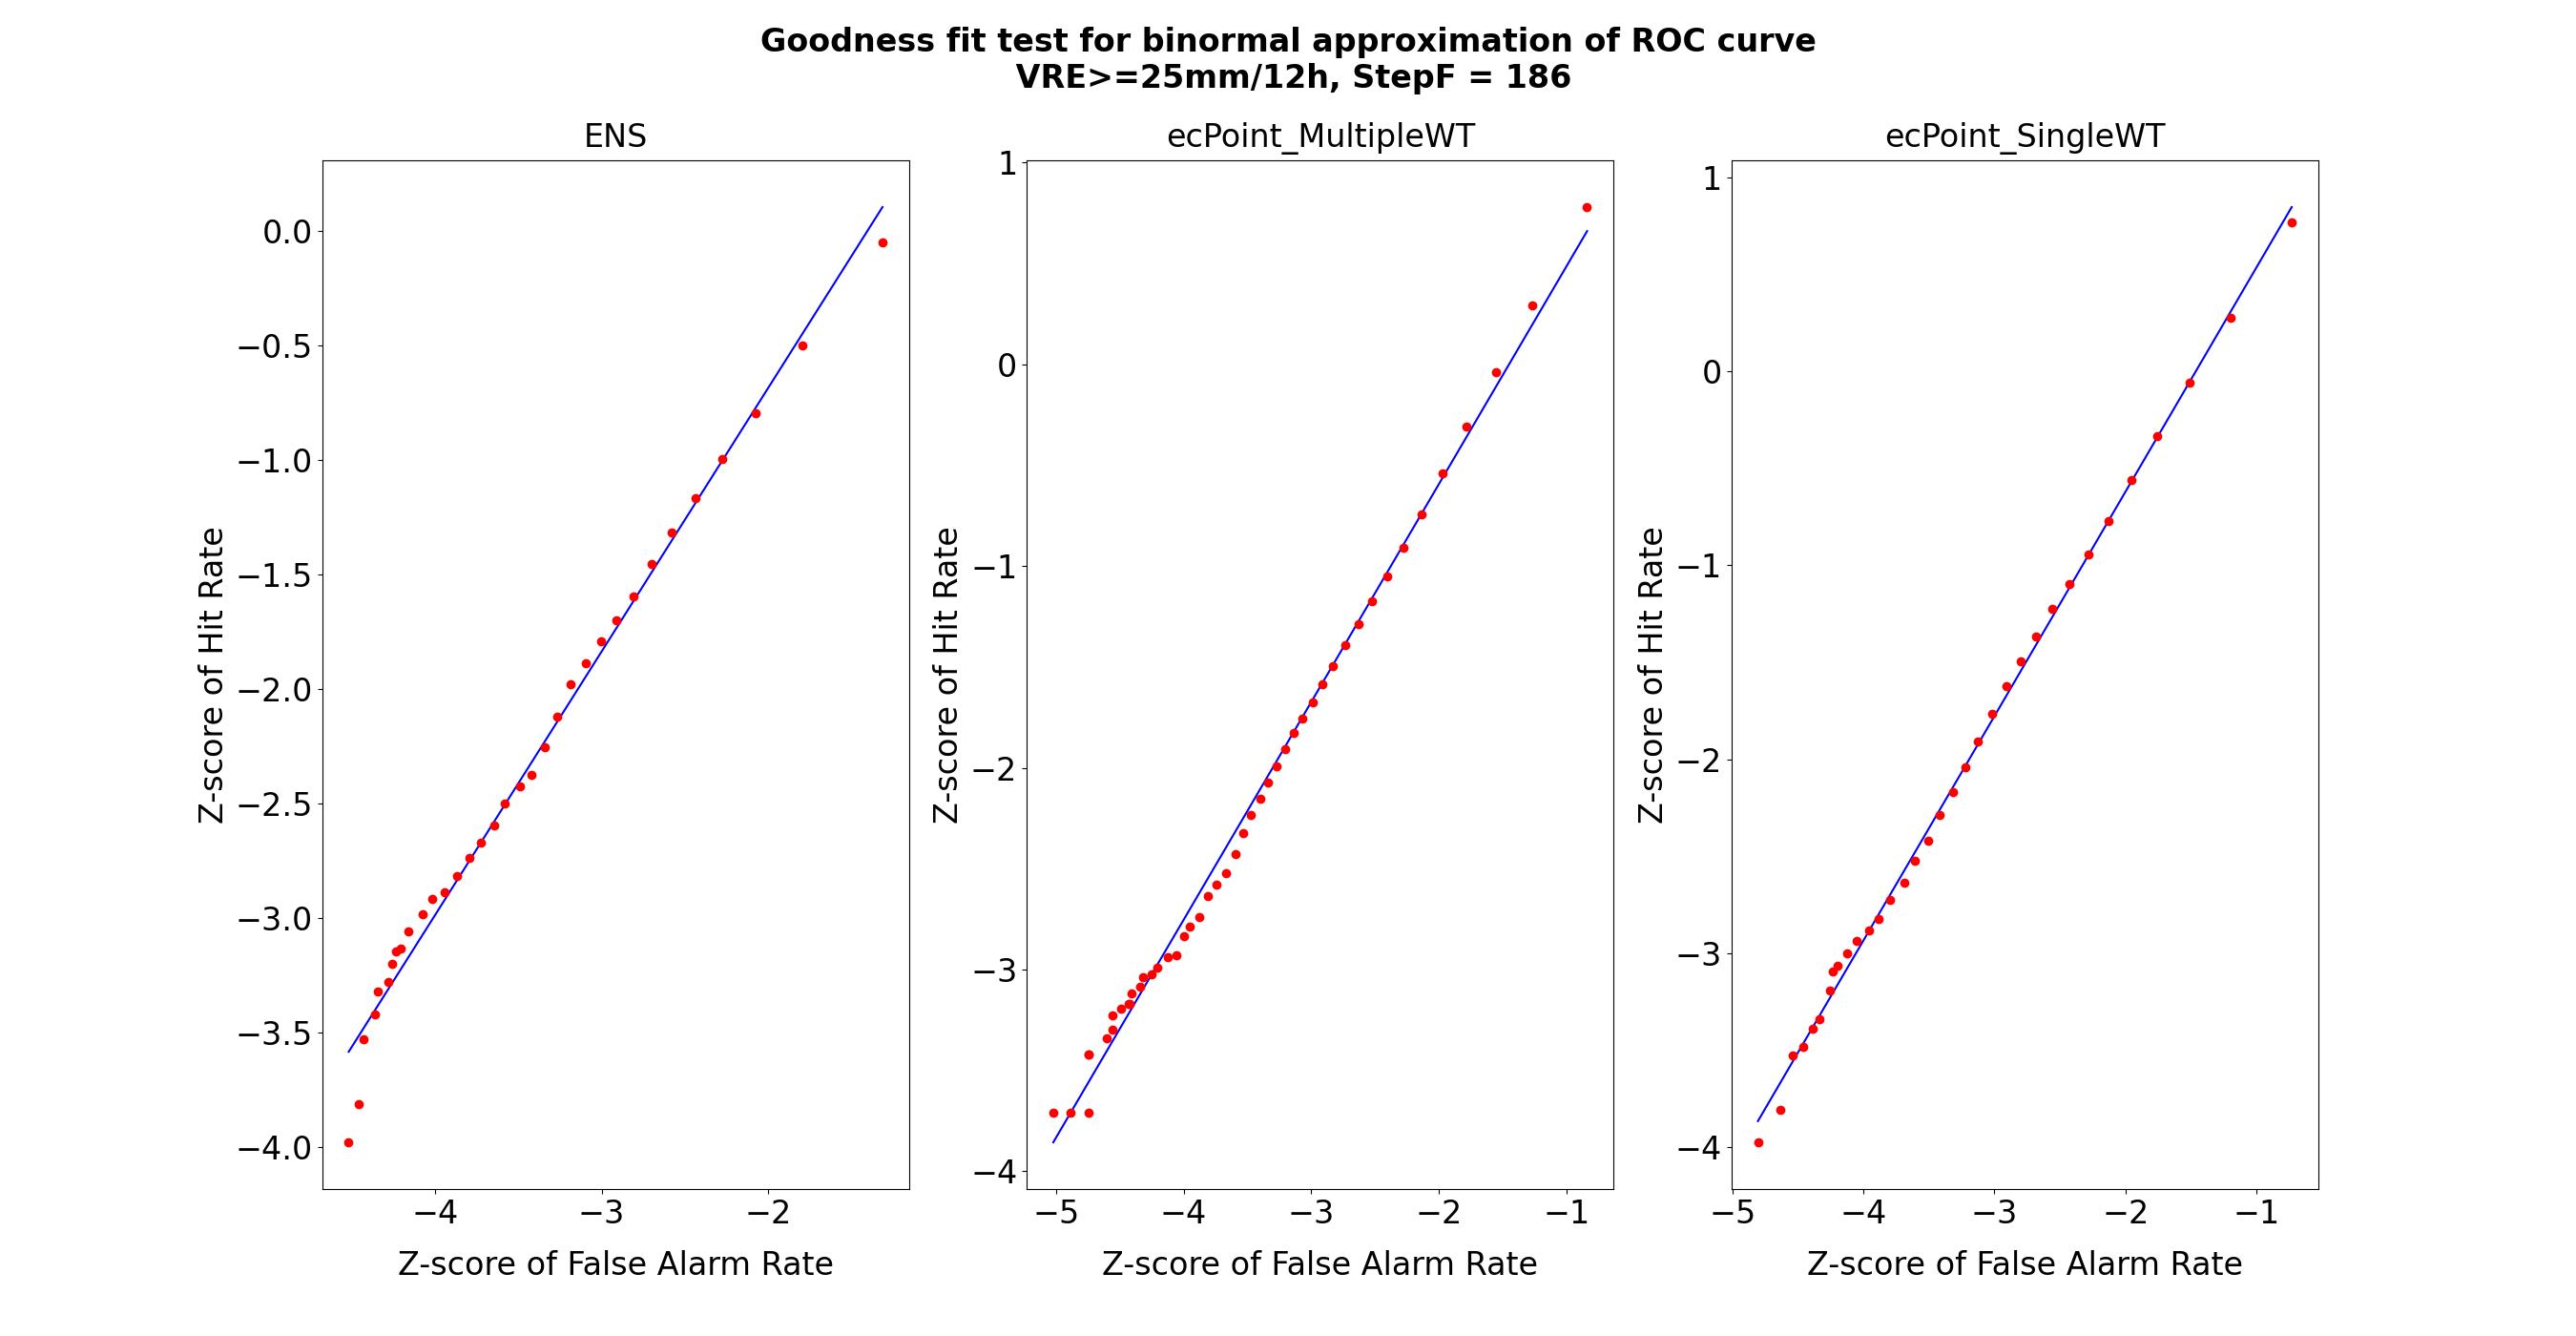 Goodness fit test for binormal approximation of ROC curve
VRE>=25mm/12h, StepF = 186
ENS
0.0
−0.5
−1.0
−1.5
−2.0
−2.5
−3.0
−3.5
−4.0
Z-score of Hit Rate
−4 −3 −2
Z-score of False Alarm Rate
ecPoint_MultipleWT
1
0
−1
−2
−3
−4
Z-score of Hit Rate
−5 −4 −3 −2 −1
Z-score of False Alarm Rate
ecPoint_SingleWT
1
0
−1
−2
−3
−4
Z-score of Hit Rate
−5 −4 −3 −2 −1
Z-score of False Alarm Rate